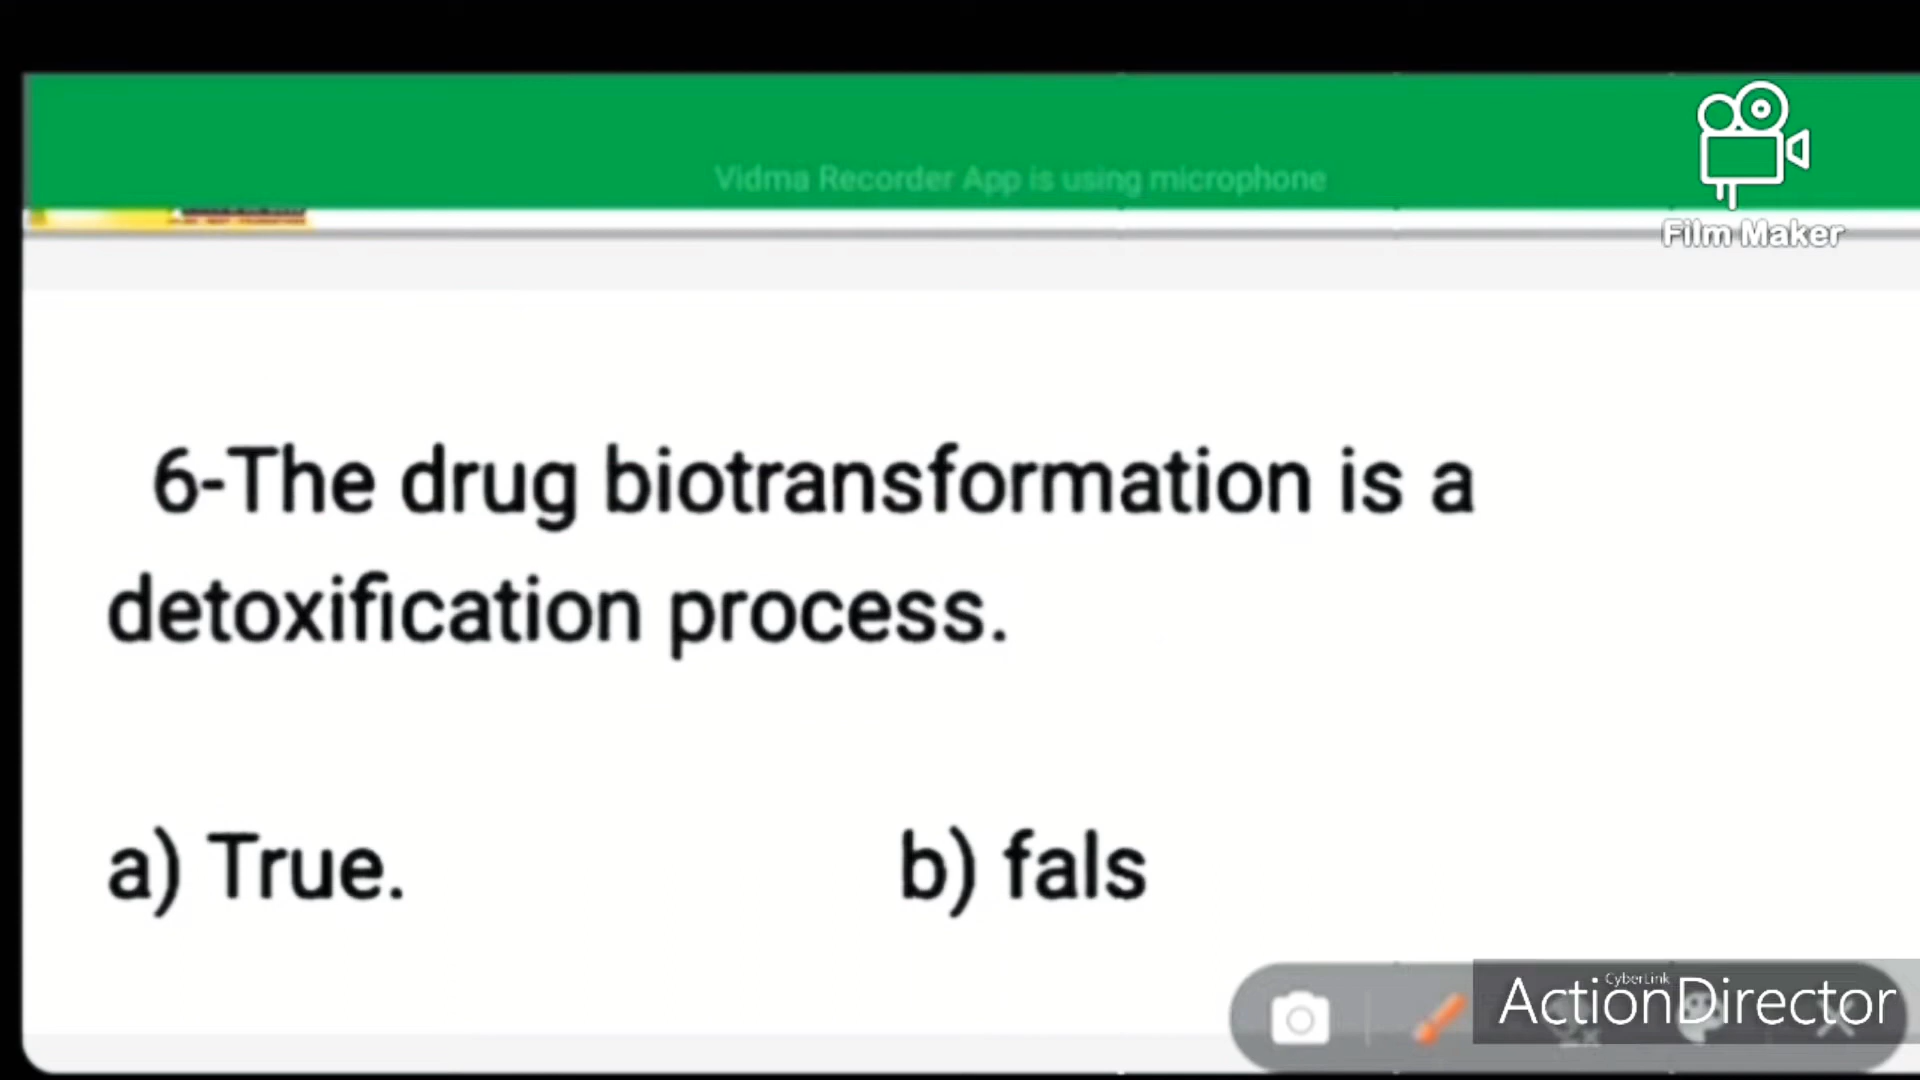 Vidma Recorder App is using microphone
Film Maker
6-The drug biotransformation is a
detoxification process.
a) True.
b) fals
CyberLink
ActionDirector